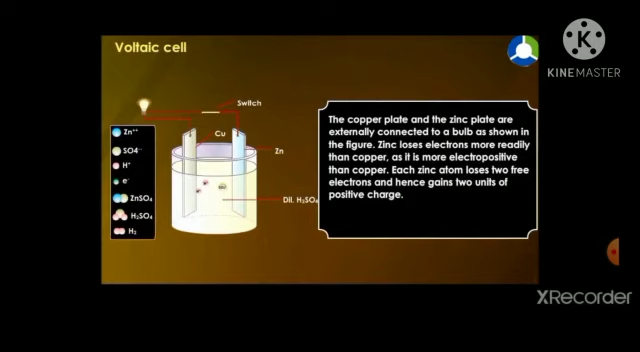 Voltaic cell
K
KINEMASTER
Switch
Zn⁺⁺
SO4⁻⁻
H⁺
e⁻
ZnSO₄
H₂SO₄
H₂
Cu
Zn
Dil. H₂SO₄
The copper plate and the zinc plate are
externally connected to a bulb as shown in
the figure. Zinc loses electrons more readily
than copper, as it is more electropositive
than copper. Each zinc atom loses two free
electrons and hence gains two units of
positive charge.
XRecorder